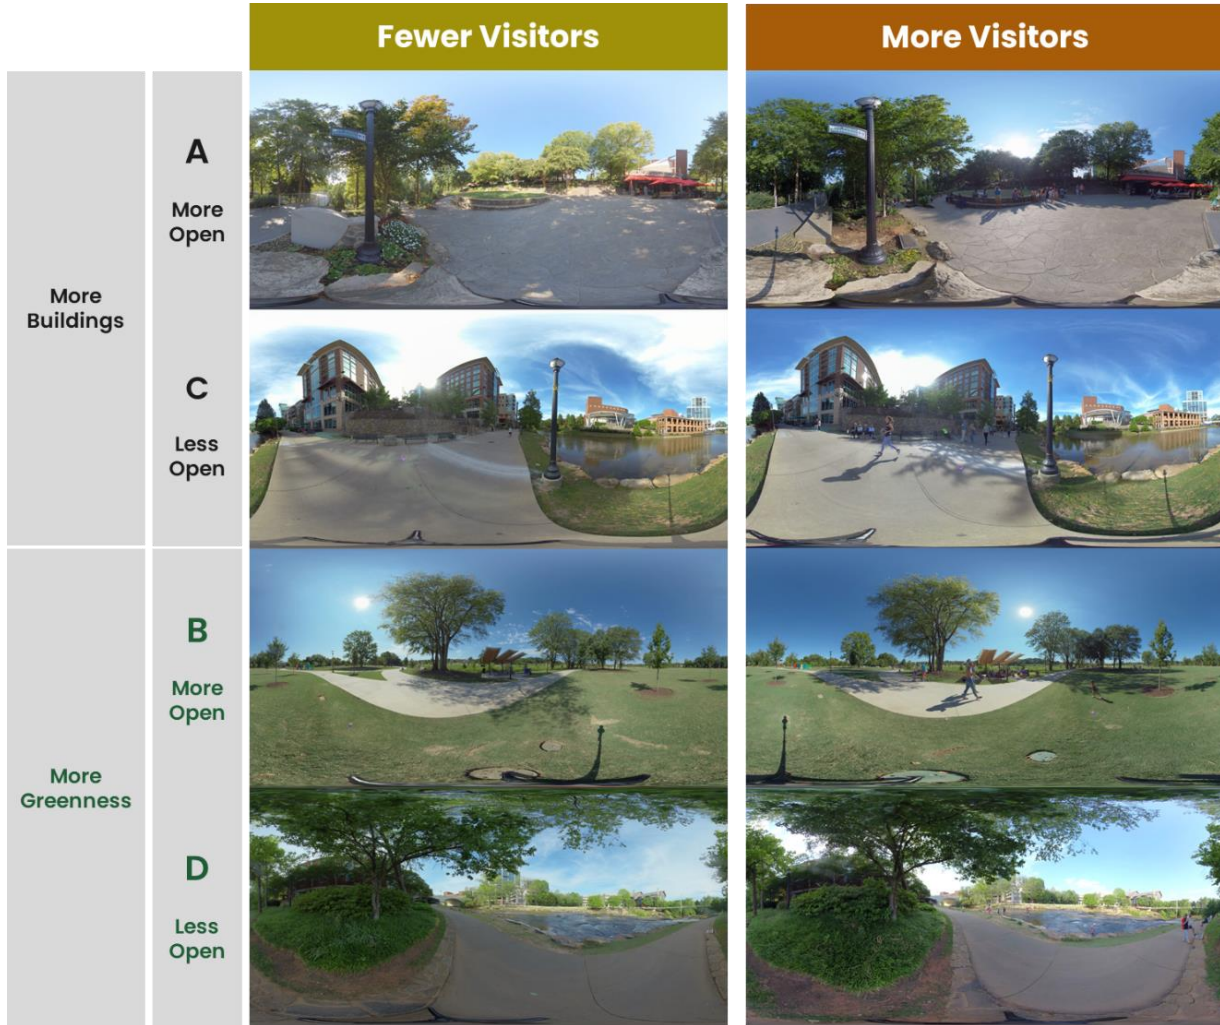 Fewer Visitors
More Visitors
More
Buildings
A
More
Open
C
Less
Open
More
Greenness
B
More
Open
D
Less
Open